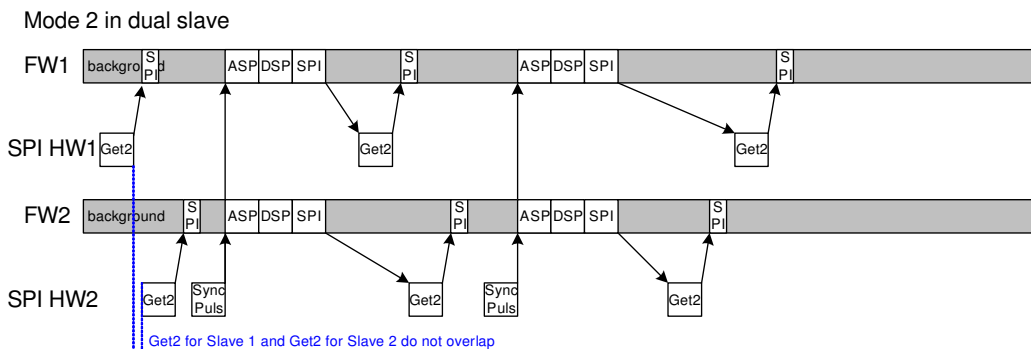 Mode 2 in dual slave
FW1
background
S
PI
ASP
DSP
SPI
S
PI
ASP
DSP
SPI
S
PI
SPI HW1
Get2
Get2
Get2
FW2
background
S
PI
ASP
DSP
SPI
S
PI
ASP
DSP
SPI
S
PI
SPI HW2
Get2
Sync
Puls
Get2
Sync
Puls
Get2
Get2 for Slave 1 and Get2 for Slave 2 do not overlap